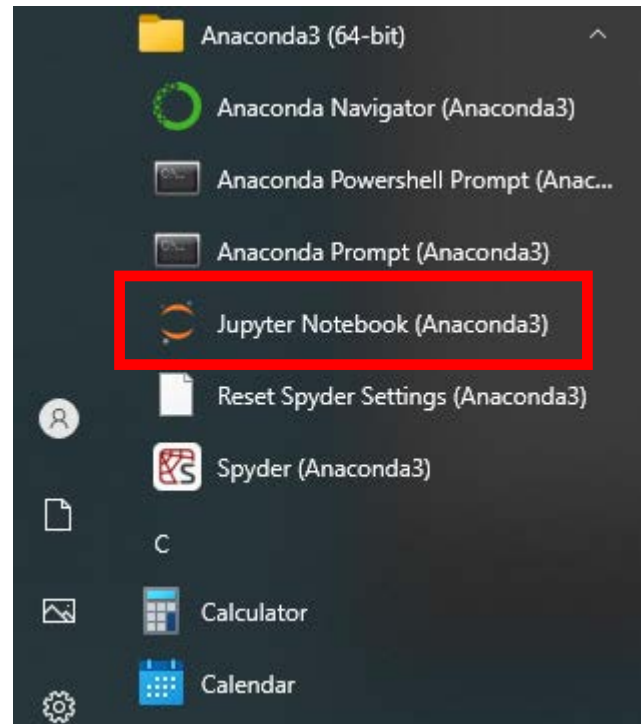 Anaconda3 (64-bit)
Anaconda Navigator (Anaconda3)
Anaconda Powershell Prompt (Anac...
Anaconda Prompt (Anaconda3)
Jupyter Notebook (Anaconda3)
Reset Spyder Settings (Anaconda3)
Spyder (Anaconda3)
C
Calculator
Calendar